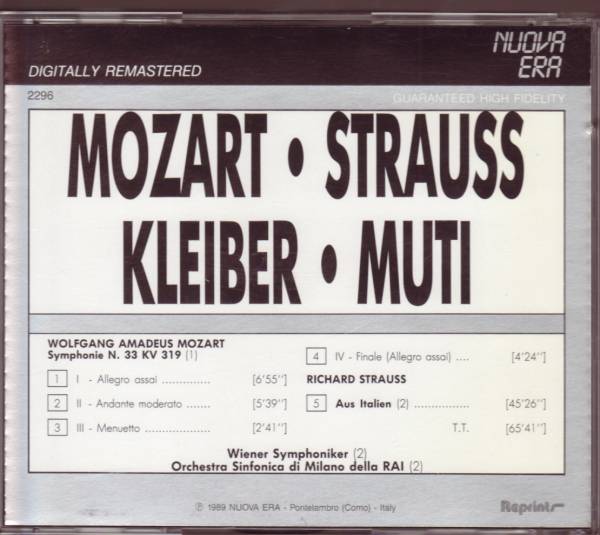 NUOVA
ERA
DIGITALLY REMASTERED
2296
GUARANTEED HIGH FIDELITY
MOZART • STRAUSS
KLEIBER • MUTI
WOLFGANG AMADEUS MOZART
Symphonie N. 33 KV 319 (1)
1 I - Allegro assai .............. [6'55"]
2 II - Andante moderato ....... [5'39"]
3 III - Menuetto ................... [2'41"]
4 IV - Finale (Allegro assai) .... [4'24"]
RICHARD STRAUSS
5 Aus Italien (2) ................ [45'26"]
T.T. [65'41"]
Wiener Symphoniker (2)
Orchestra Sinfonica di Milano della RAI (2)
℗ 1989 NUOVA ERA - Pontelambro (Como) - Italy
Reprint